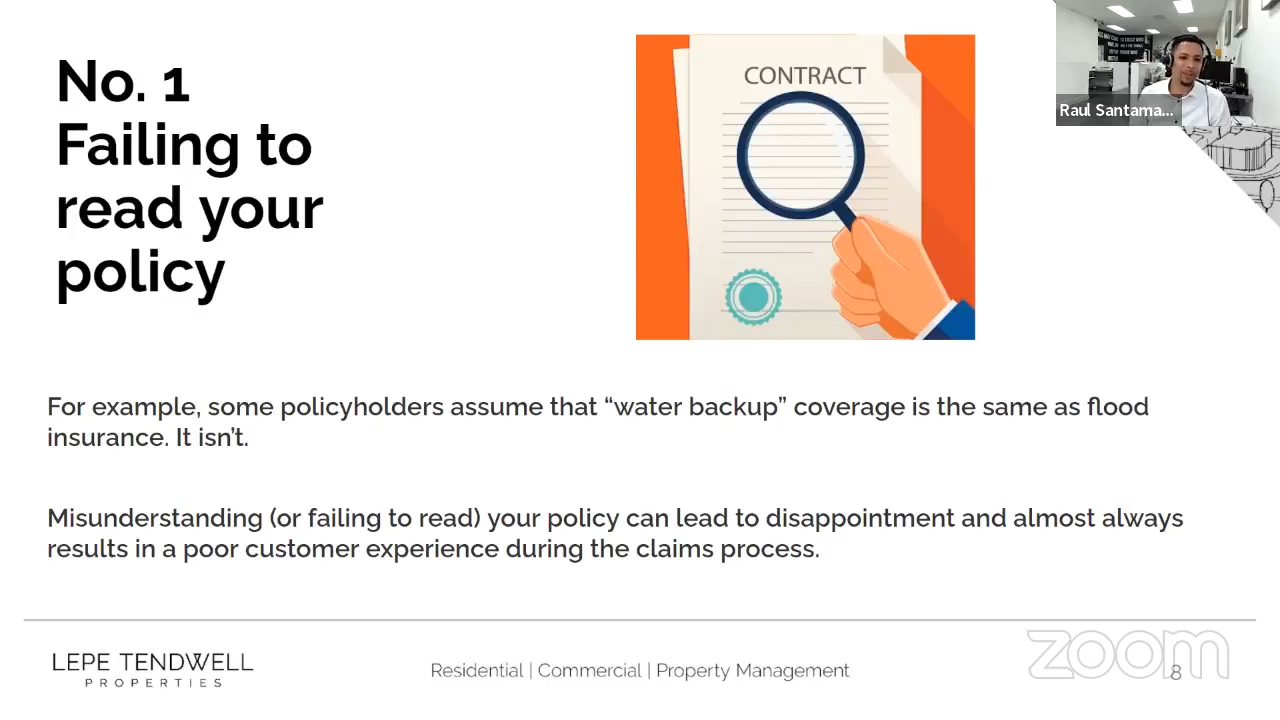 No. 1
Failing to
read your
policy
CONTRACT
Raul Santama...
For example, some policyholders assume that “water backup” coverage is the same as flood
insurance. It isn’t.
Misunderstanding (or failing to read) your policy can lead to disappointment and almost always
results in a poor customer experience during the claims process.
LEPE TENDWELL
PROPERTIES
Residential | Commercial | Property Management
zoom
8